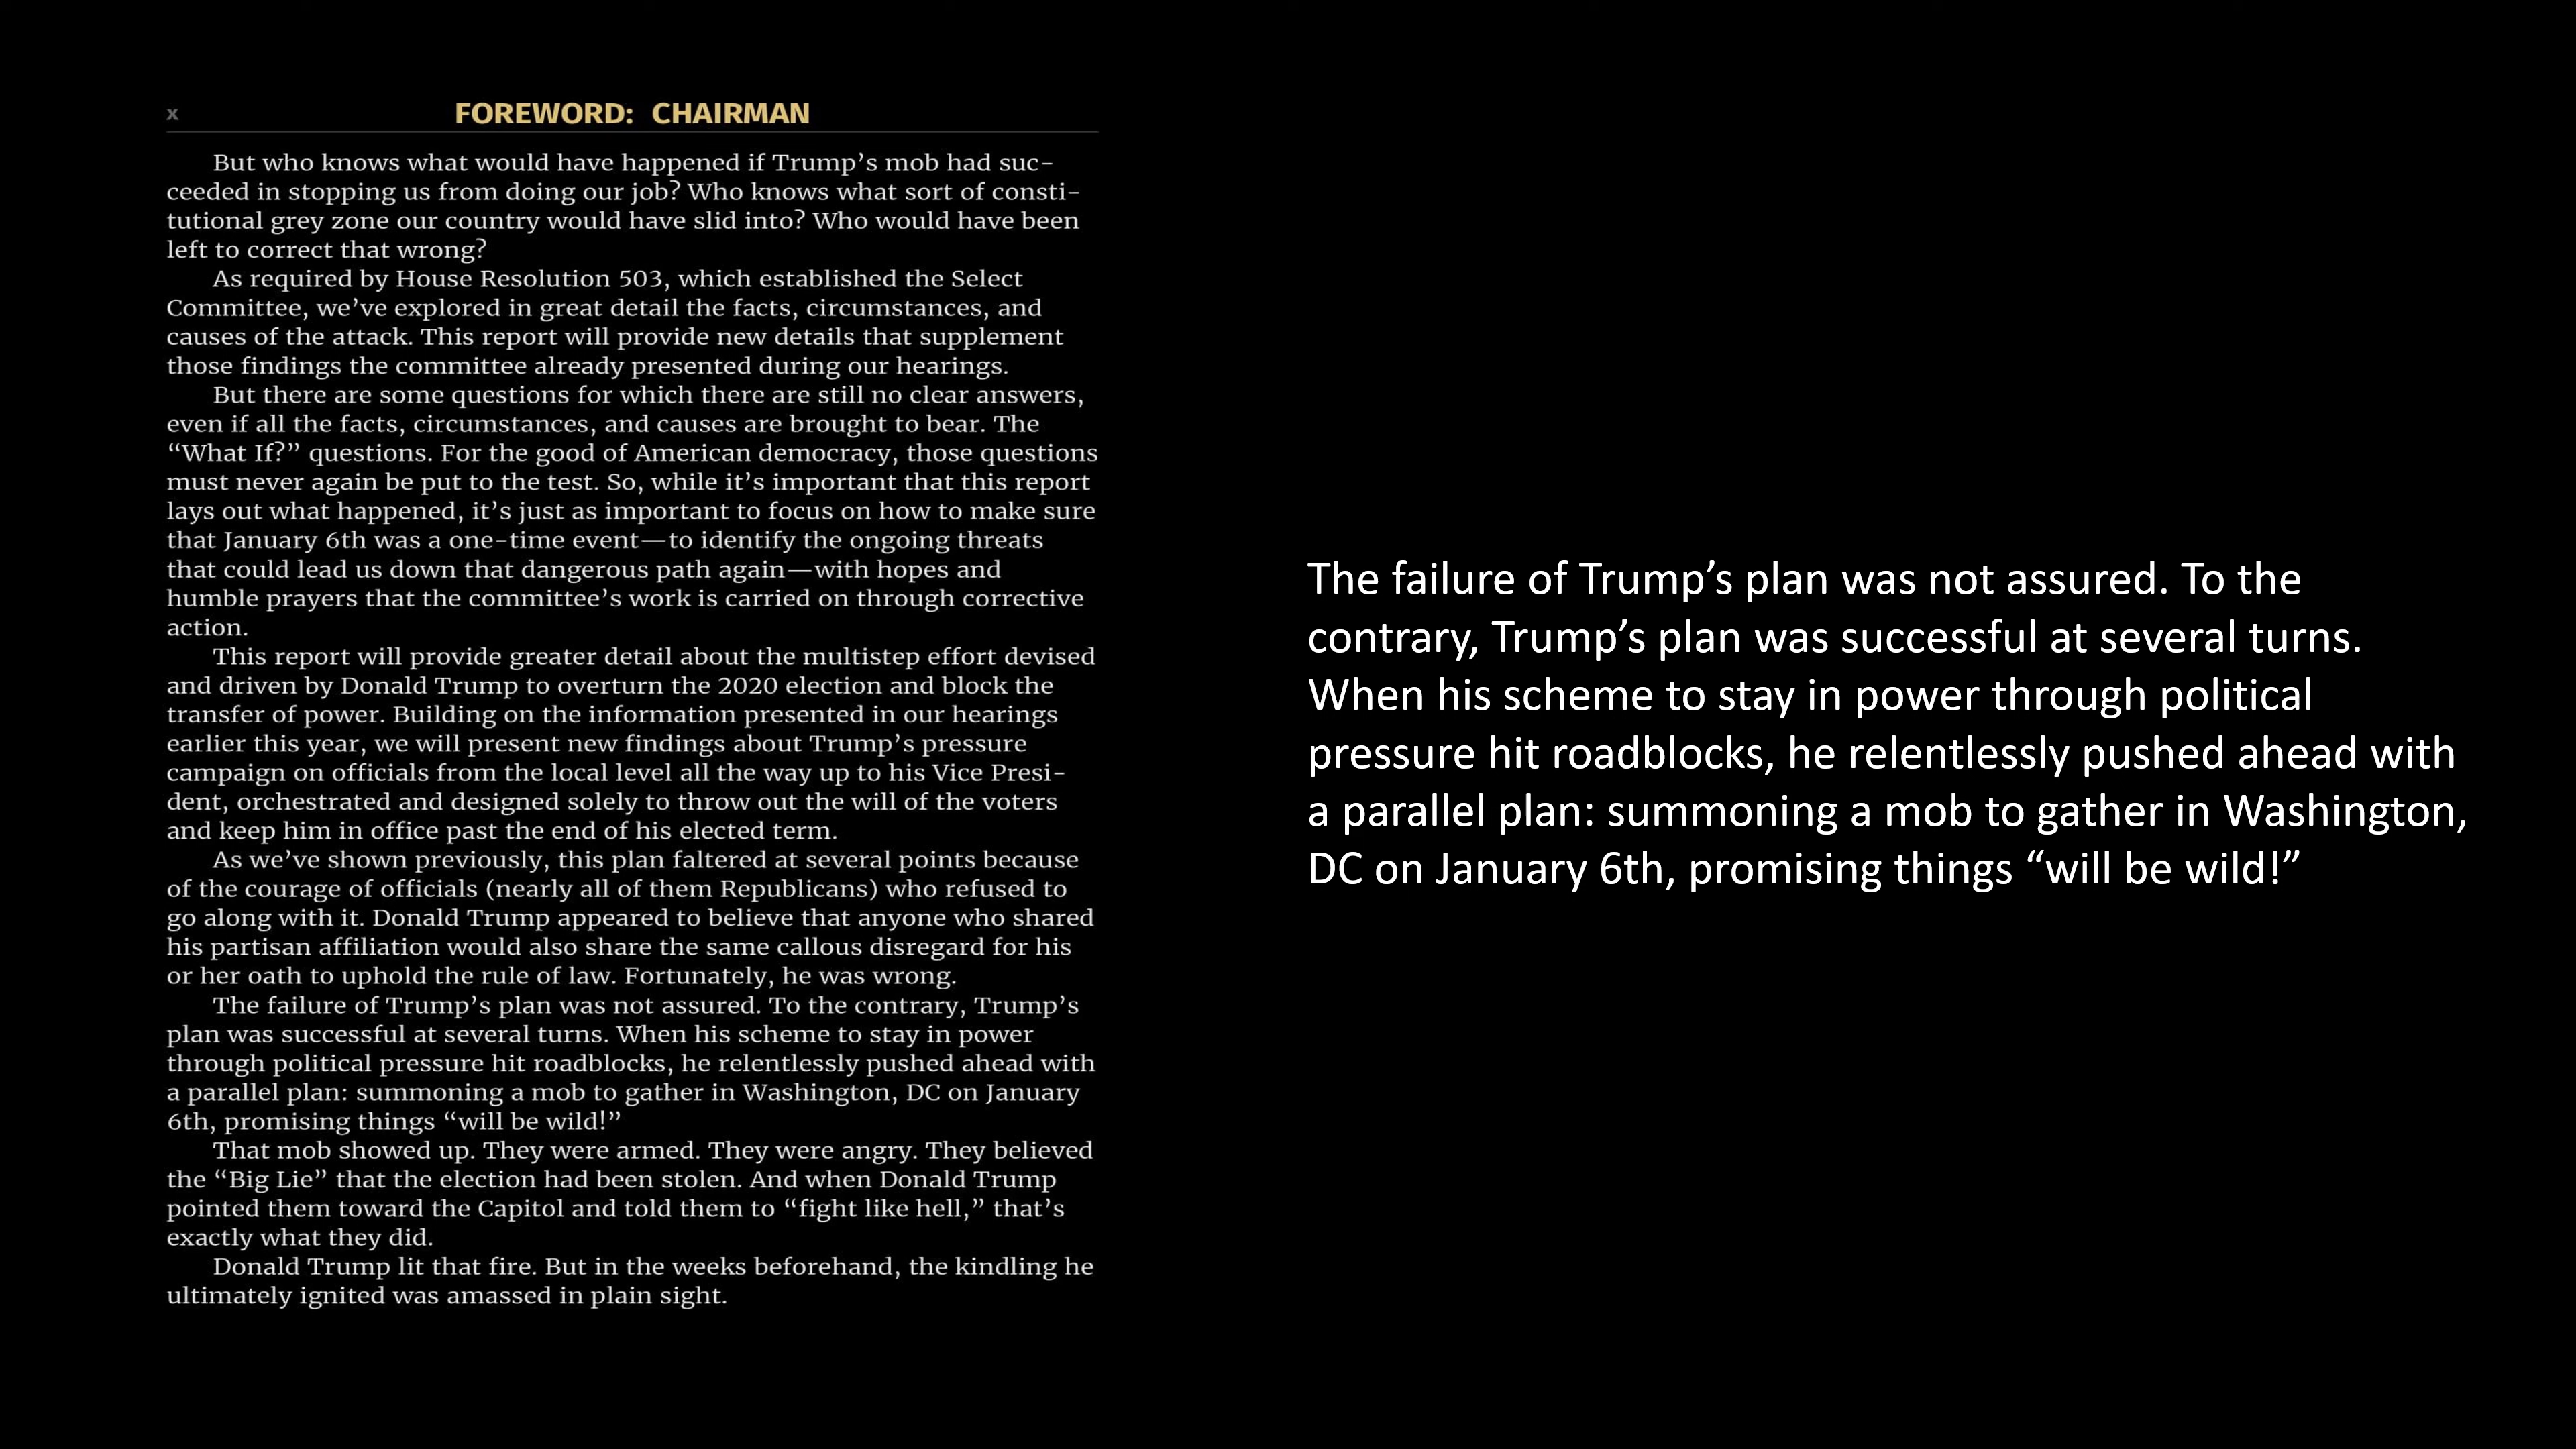 x
FOREWORD: CHAIRMAN
But who knows what would have happened if Trump’s mob had suc-
ceeded in stopping us from doing our job? Who knows what sort of consti-
tutional grey zone our country would have slid into? Who would have been
left to correct that wrong?
As required by House Resolution 503, which established the Select
Committee, we’ve explored in great detail the facts, circumstances, and
causes of the attack. This report will provide new details that supplement
those findings the committee already presented during our hearings.
But there are some questions for which there are still no clear answers,
even if all the facts, circumstances, and causes are brought to bear. The
“What If?” questions. For the good of American democracy, those questions
must never again be put to the test. So, while it’s important that this report
lays out what happened, it’s just as important to focus on how to make sure
that January 6th was a one-time event—to identify the ongoing threats
that could lead us down that dangerous path again—with hopes and
humble prayers that the committee’s work is carried on through corrective
action.
This report will provide greater detail about the multistep effort devised
and driven by Donald Trump to overturn the 2020 election and block the
transfer of power. Building on the information presented in our hearings
earlier this year, we will present new findings about Trump’s pressure
campaign on officials from the local level all the way up to his Vice Presi-
dent, orchestrated and designed solely to throw out the will of the voters
and keep him in office past the end of his elected term.
As we’ve shown previously, this plan faltered at several points because
of the courage of officials (nearly all of them Republicans) who refused to
go along with it. Donald Trump appeared to believe that anyone who shared
his partisan affiliation would also share the same callous disregard for his
or her oath to uphold the rule of law. Fortunately, he was wrong.
The failure of Trump’s plan was not assured. To the contrary, Trump’s
plan was successful at several turns. When his scheme to stay in power
through political pressure hit roadblocks, he relentlessly pushed ahead with
a parallel plan: summoning a mob to gather in Washington, DC on January
6th, promising things “will be wild!”
That mob showed up. They were armed. They were angry. They believed
the “Big Lie” that the election had been stolen. And when Donald Trump
pointed them toward the Capitol and told them to “fight like hell,” that’s
exactly what they did.
Donald Trump lit that fire. But in the weeks beforehand, the kindling he
ultimately ignited was amassed in plain sight.
The failure of Trump’s plan was not assured. To the
contrary, Trump’s plan was successful at several turns.
When his scheme to stay in power through political
pressure hit roadblocks, he relentlessly pushed ahead with
a parallel plan: summoning a mob to gather in Washington,
DC on January 6th, promising things “will be wild!”